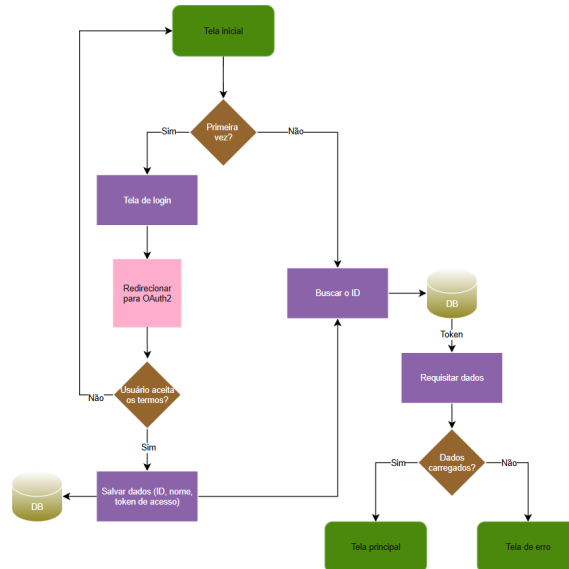 Tela inicial
Primeira
vez?
Sim
Não
Tela de login
Redirecionar
para OAuth2
Buscar o ID
DB
Token
Requisitar dados
Usuário aceita
os termos?
Não
Sim
Dados
carregados?
Sim
Não
Salvar dados (ID, nome,
token de acesso)
DB
Tela principal
Tela de erro